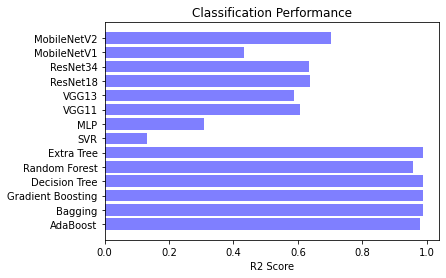 Classification Performance
MobileNetV2
MobileNetV1
ResNet34
ResNet18
VGG13
VGG11
MLP
SVR
Extra Tree
Random Forest
Decision Tree
Gradient Boosting
Bagging
AdaBoost
0.0 0.2 0.4 0.6 0.8 1.0
R2 Score